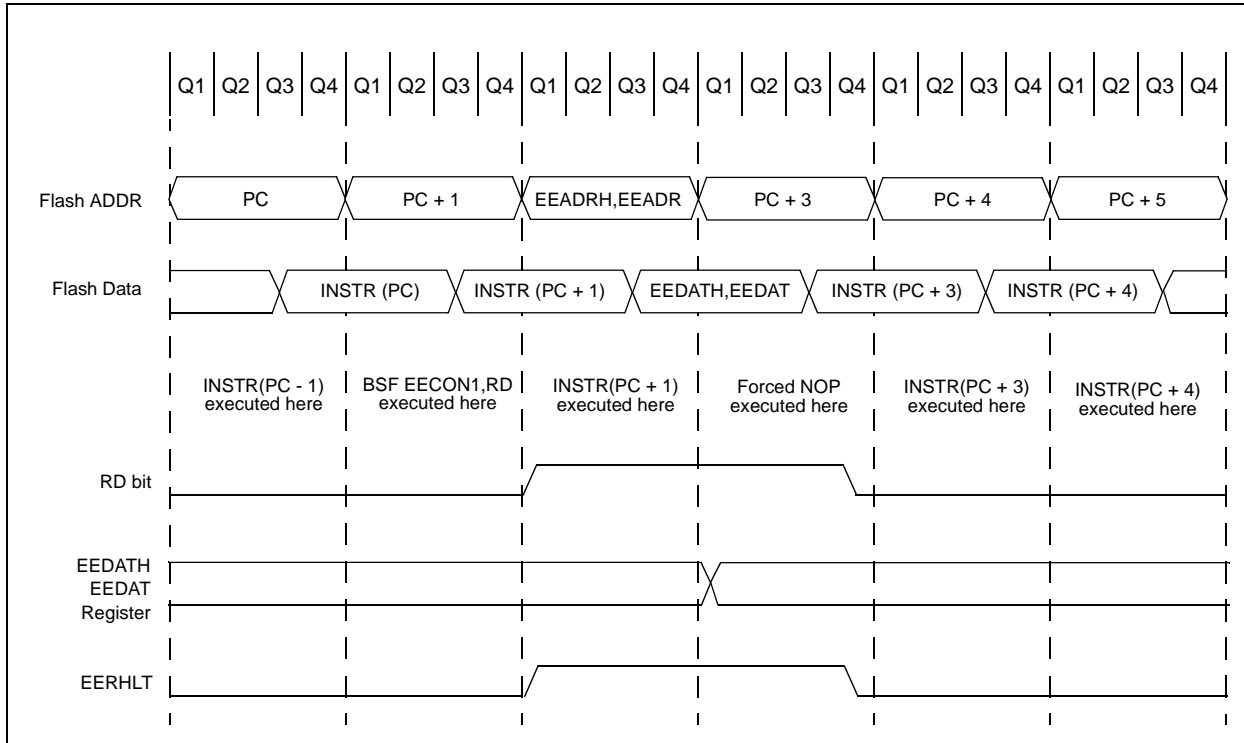 Q1 Q2 Q3 Q4 Q1 Q2 Q3 Q4 Q1 Q2 Q3 Q4 Q1 Q2 Q3 Q4 Q1 Q2 Q3 Q4 Q1 Q2 Q3 Q4
Flash ADDR PC PC + 1 EEADRH,EEADR PC + 3 PC + 4 PC + 5
Flash Data INSTR (PC) INSTR (PC + 1) EEDATH,EEDAT INSTR (PC + 3) INSTR (PC + 4)
INSTR(PC - 1) BSF EECON1,RD INSTR(PC + 1) Forced NOP INSTR(PC + 3) INSTR(PC + 4)
executed here executed here executed here executed here executed here executed here
RD bit
EEDATH
EEDAT
Register
EERHLT